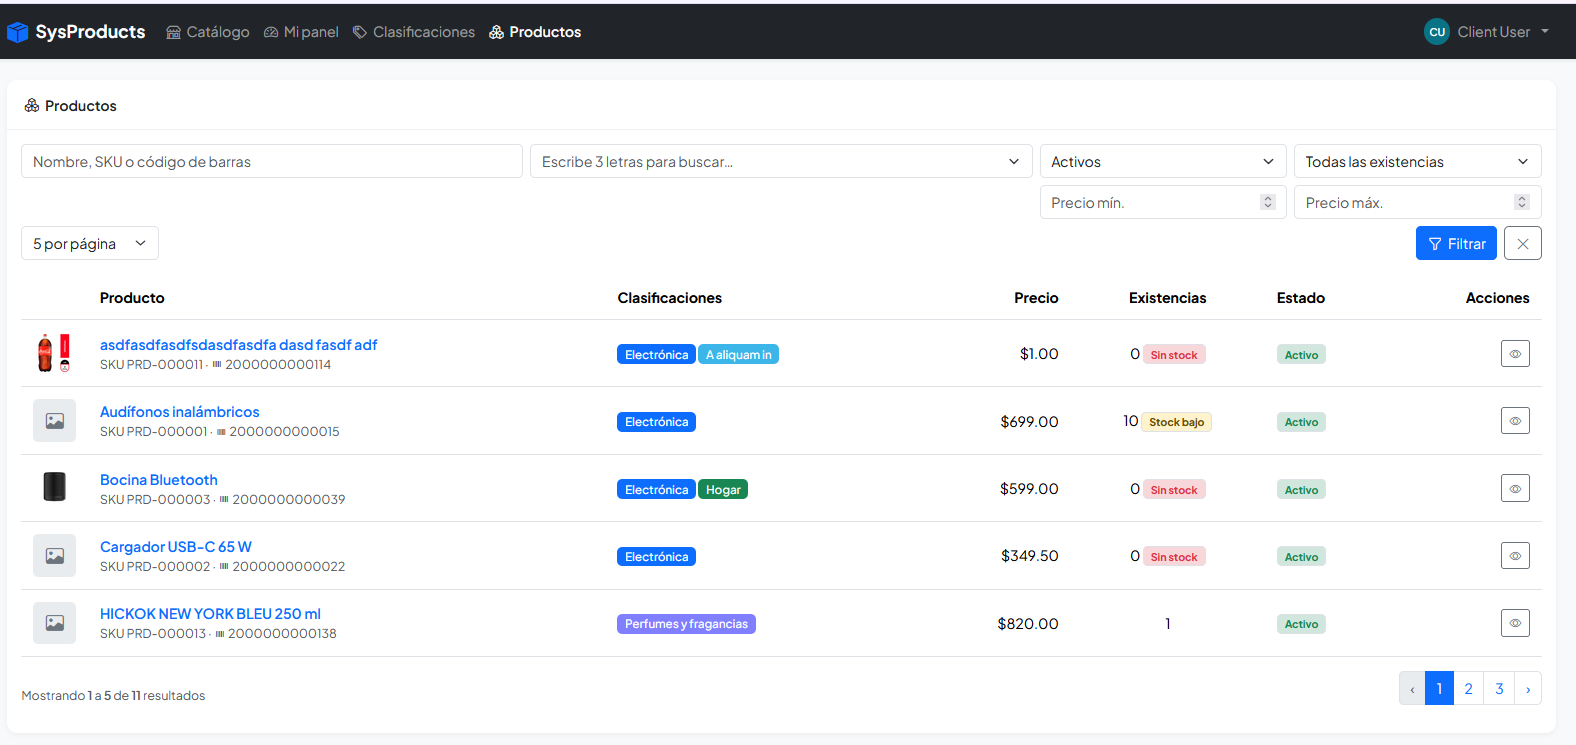 SysProducts Catálogo Mi panel Clasificaciones Productos CU Client User
Productos
Nombre, SKU o código de barras Escribe 3 letras para buscar... Activos Todas las existencias
Precio mín. Precio máx.
5 por página Filtrar
Producto Clasificaciones Precio Existencias Estado Acciones
asdfasdfasdfsdasdfasdfa dasd fasdf adf
SKU PRD-000011 · 2000000000114
Electrónica A aliquam in $1.00 0 Sin stock Activo
Audífonos inalámbricos
SKU PRD-000001 · 2000000000015
Electrónica $699.00 10 Stock bajo Activo
Bocina Bluetooth
SKU PRD-000003 · 2000000000039
Electrónica Hogar $599.00 0 Sin stock Activo
Cargador USB-C 65 W
SKU PRD-000002 · 2000000000022
Electrónica $349.50 0 Sin stock Activo
HICKOK NEW YORK BLEU 250 ml
SKU PRD-000013 · 2000000000138
Perfumes y fragancias $820.00 1 Activo
Mostrando 1 a 5 de 11 resultados ‹ 1 2 3 ›